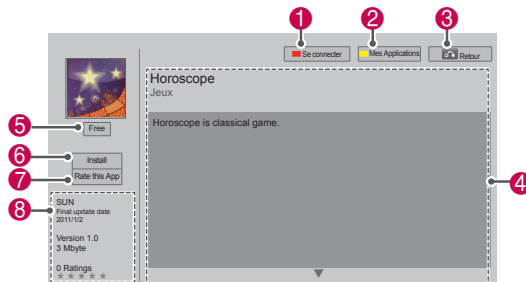 1
2
3
Se connecter
Mes Applications
Retour
Horoscope
Jeux
5
Free
Horoscope is classical game.
6
Install
7
Rate this App
4
8
SUN
Final update date
2011/1/2
Version 1.0
3 Mbyte
0 Ratings